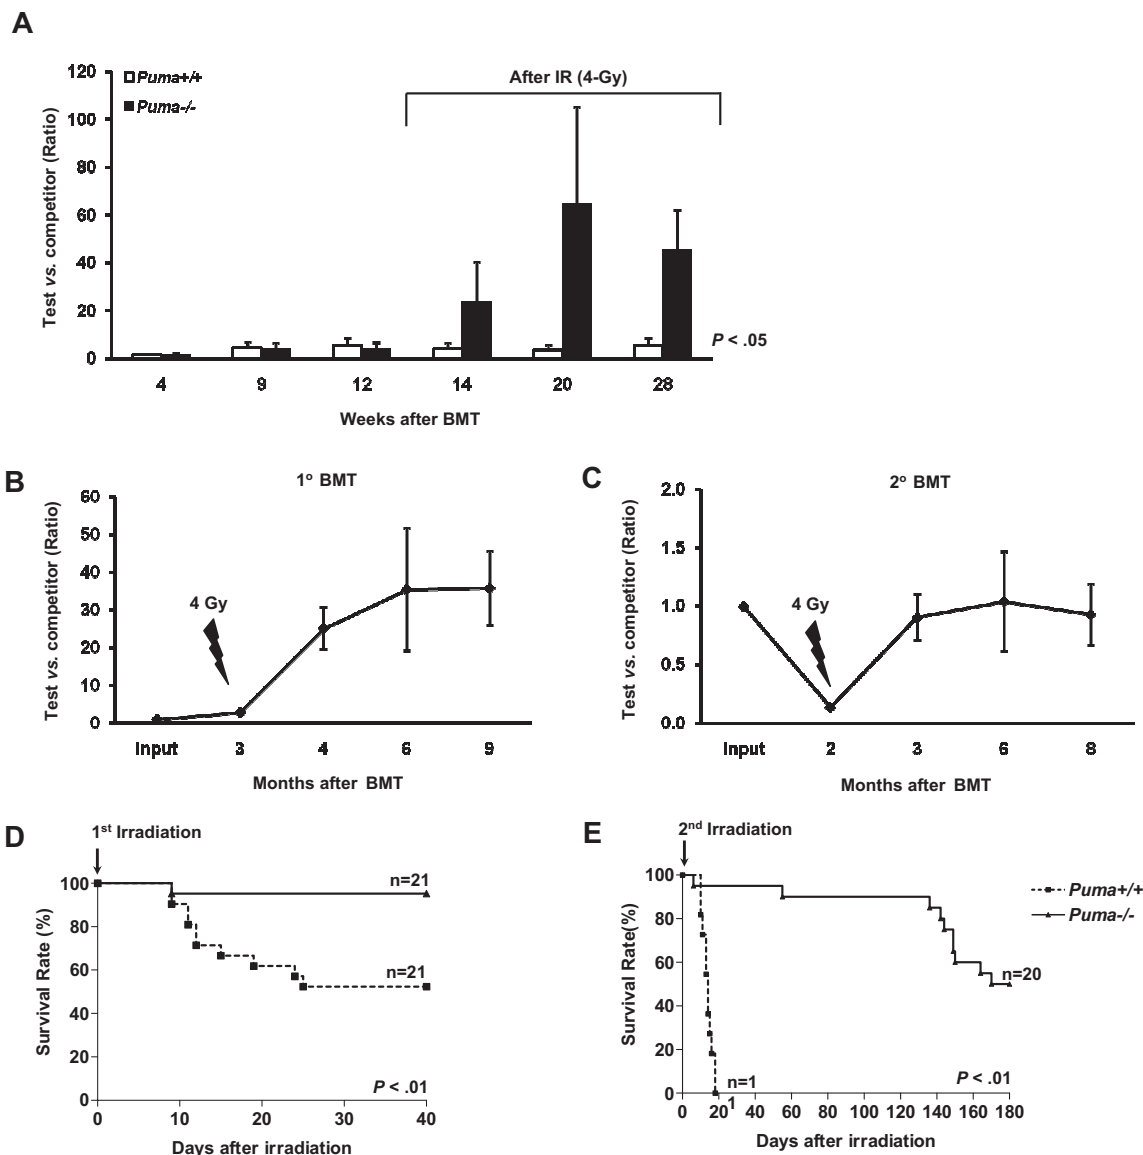 A
Test vs. competitor (Ratio)
120
100
80
60
40
20
0
Puma+/+
Puma-/-
After IR (4-Gy)
P < .05
4 9 12 14 20 28
Weeks after BMT
B
1º BMT
Test vs. competitor (Ratio)
60
50
40
30
20
10
0
4 Gy
Input 3 4 6 9
Months after BMT
C
2º BMT
Test vs. competitor (Ratio)
2.0
1.5
1.0
0.5
0.0
4 Gy
Input 2 3 6 8
Months after BMT
D
1st Irradiation
Survival Rate (%)
100
80
60
40
20
0
n=21
n=21
P < .01
0 10 20 30 40
Days after irradiation
E
2nd Irradiation
Survival Rate(%)
100
80
60
40
20
0
Puma+/+
Puma-/-
n=20
n=1
1
P < .01
0 20 40 60 80 100 120 140 160 180
Days after irradiation